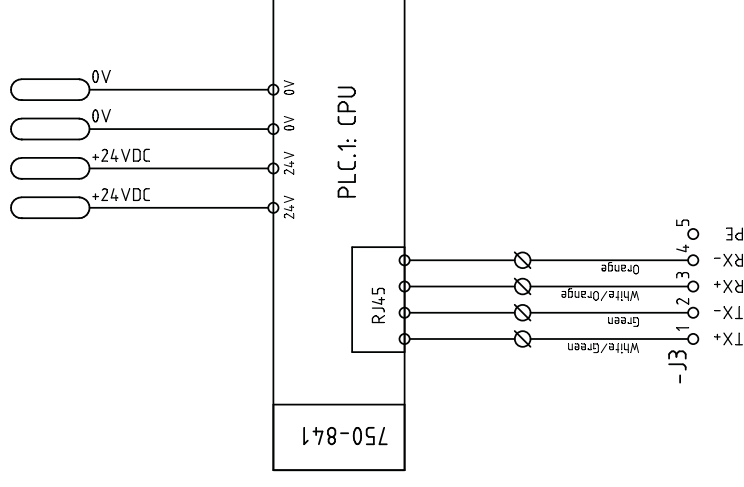 0V
0V
+24VDC
+24VDC
0V
0V
24V
24V
PLC.1: CPU
RJ45
750-841
Orange
White/Orange
Green
White/Green
5
4
3
2
1
-J3
PE
RX-
RX+
TX-
TX+